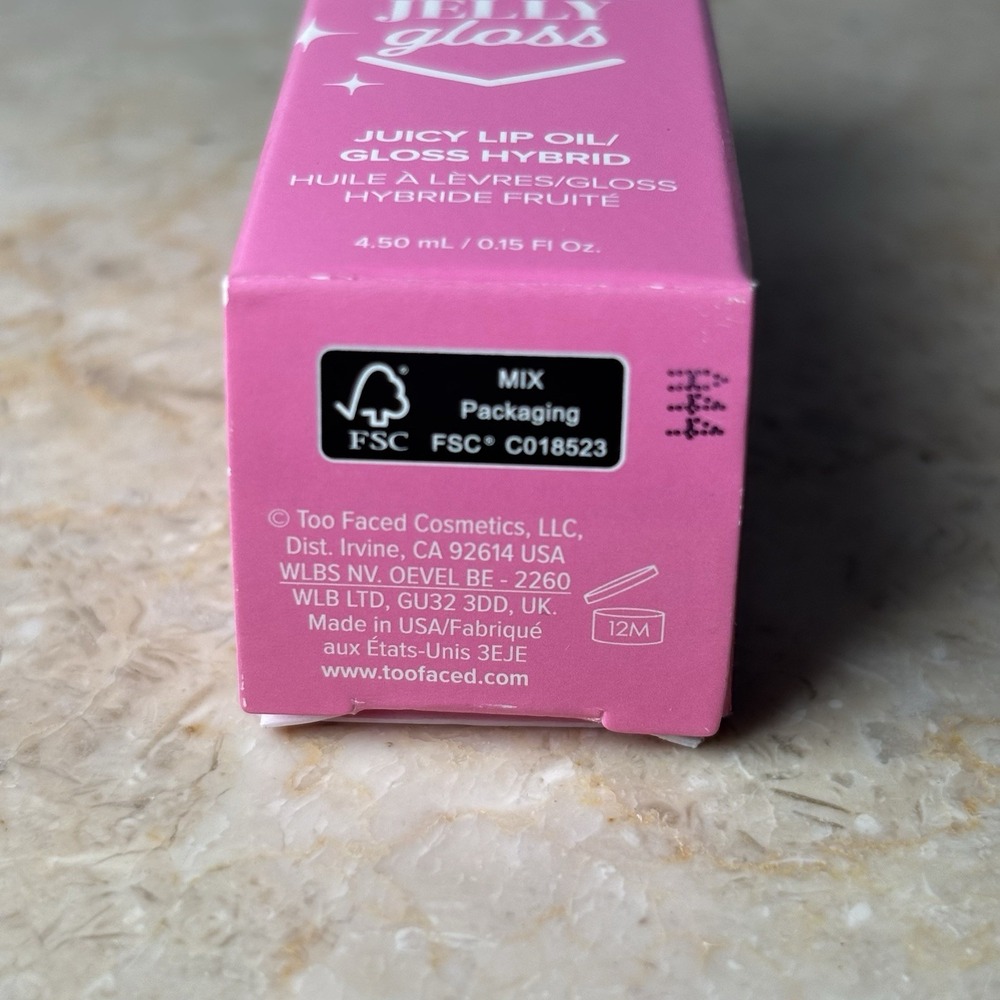 JELLY
gloss
JUICY LIP OIL/
GLOSS HYBRID
HUILE À LÈVRES/GLOSS
HYBRIDE FRUITÉ
4.50 mL / 0.15 Fl Oz.
FSC
MIX
Packaging
FSC® C018523
© Too Faced Cosmetics, LLC,
Dist. Irvine, CA 92614 USA
WLBS NV. OEVEL BE - 2260
WLB LTD, GU32 3DD, UK.
Made in USA/Fabriqué
aux États-Unis 3EJE
www.toofaced.com
12M